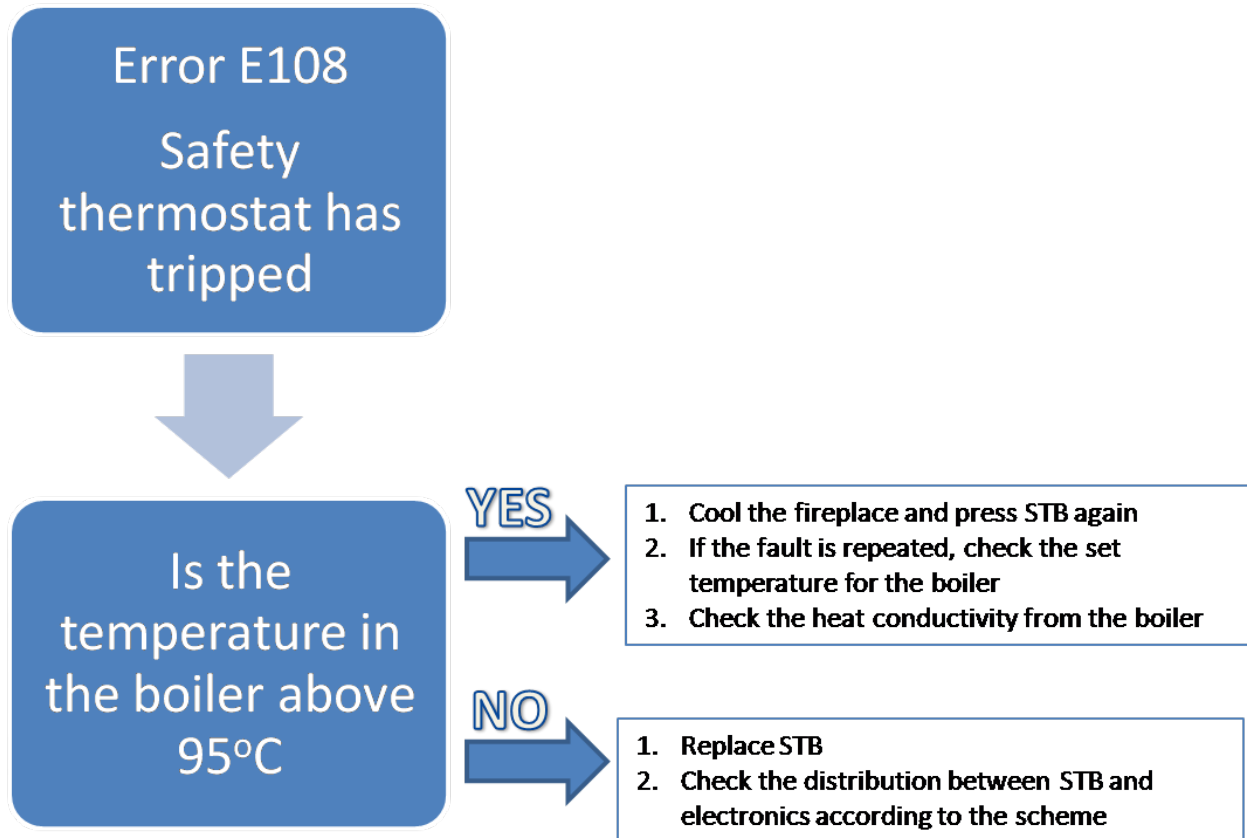 Error E108
Safety
thermostat has
tripped
Is the
temperature in
the boiler above
95°C
YES
1. Cool the fireplace and press STB again
2. If the fault is repeated, check the set
temperature for the boiler
3. Check the heat conductivity from the boiler
NO
1. Replace STB
2. Check the distribution between STB and
electronics according to the scheme